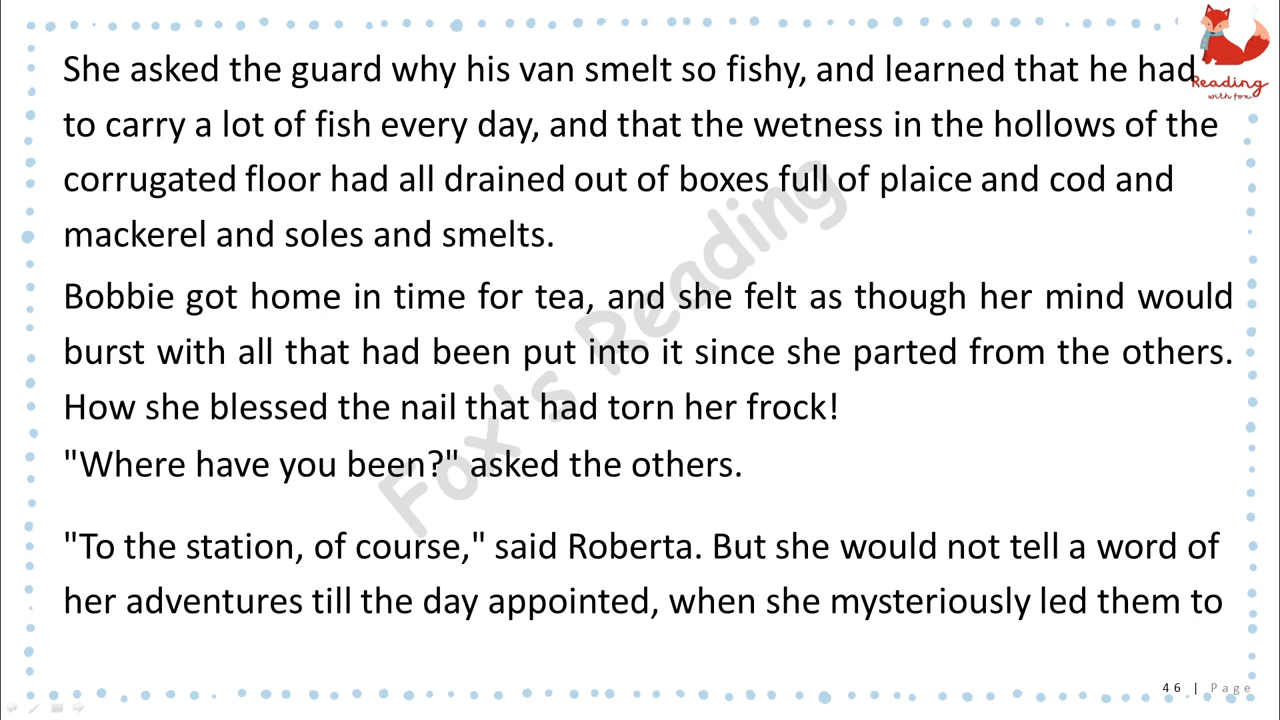 She asked the guard why his van smelt so fishy, and learned that he had
to carry a lot of fish every day, and that the wetness in the hollows of the
corrugated floor had all drained out of boxes full of plaice and cod and
mackerel and soles and smelts.
Bobbie got home in time for tea, and she felt as though her mind would
burst with all that had been put into it since she parted from the others.
How she blessed the nail that had torn her frock!
"Where have you been?" asked the others.
"To the station, of course," said Roberta. But she would not tell a word of
her adventures till the day appointed, when she mysteriously led them to
Reading
with fox
Fox's Reading
46 | Page